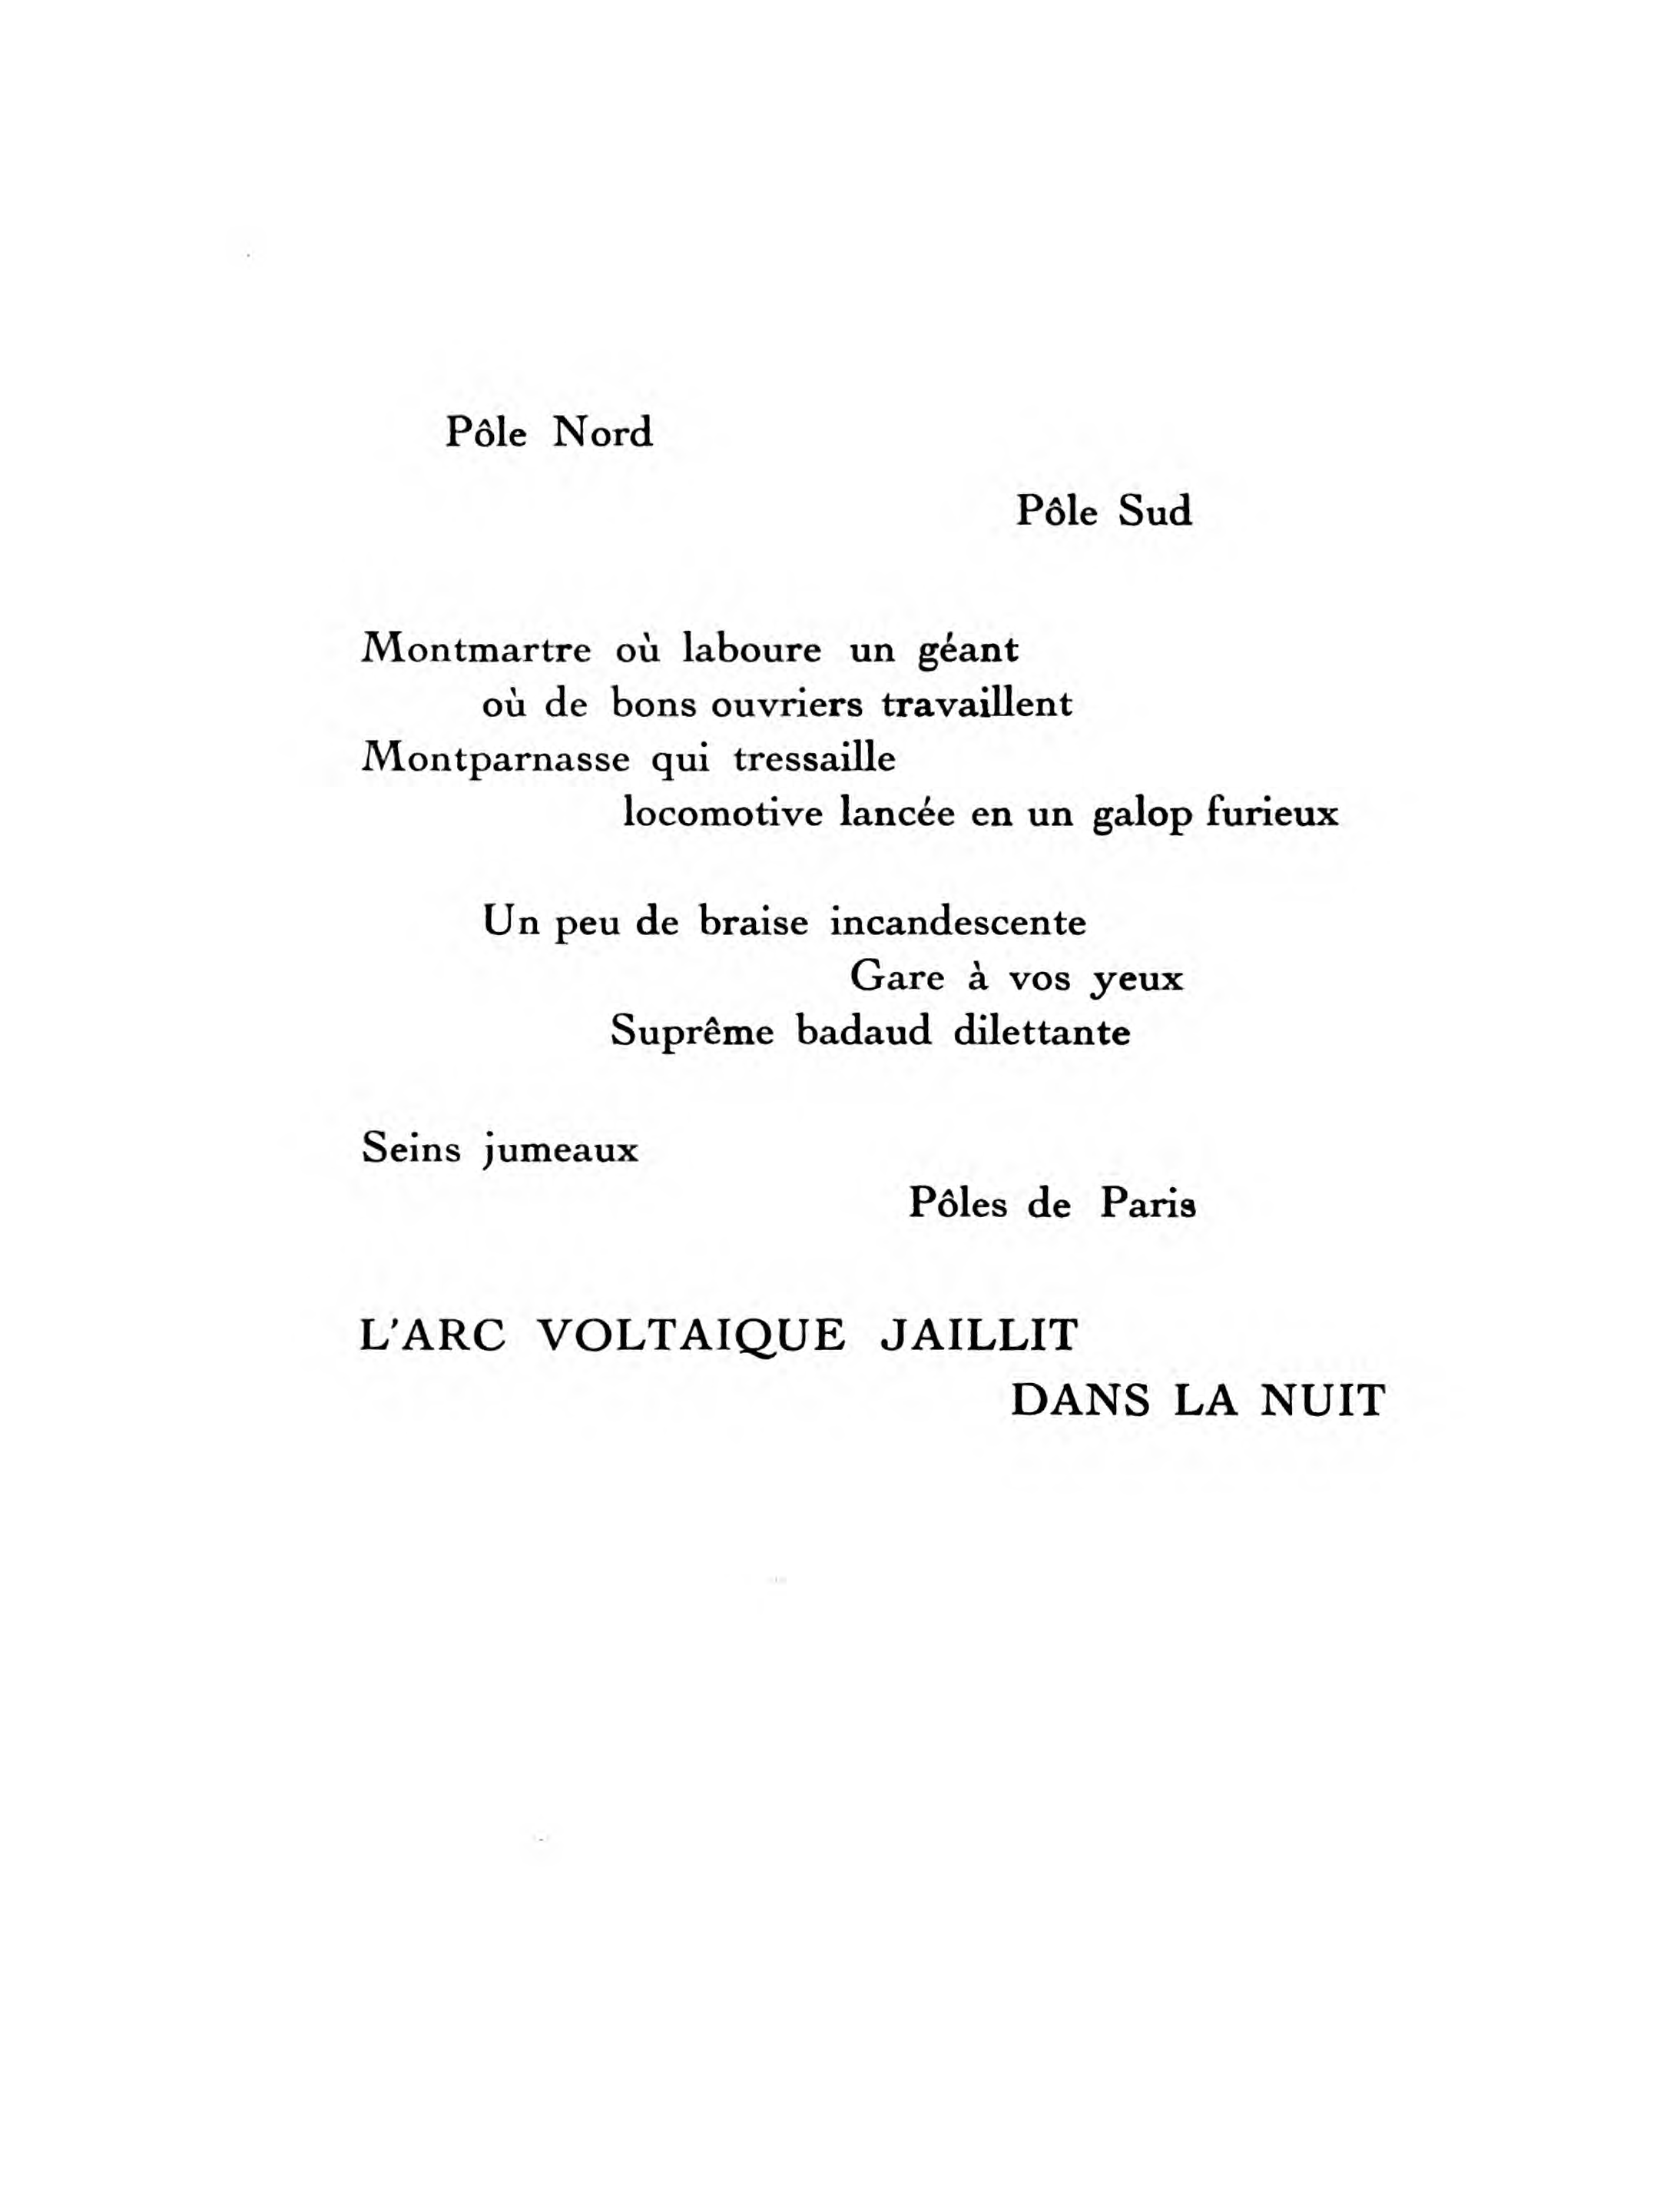 Pôle Nord
Pôle Sud
Montmartre où laboure un géant
où de bons ouvriers travaillent
Montparnasse qui tressaille
locomotive lancée en un galop furieux
Un peu de braise incandescente
Gare à vos yeux
Suprême badaud dilettante
Seins jumeaux
Pôles de Paris
L'ARC VOLTAIQUE JAILLIT
DANS LA NUIT